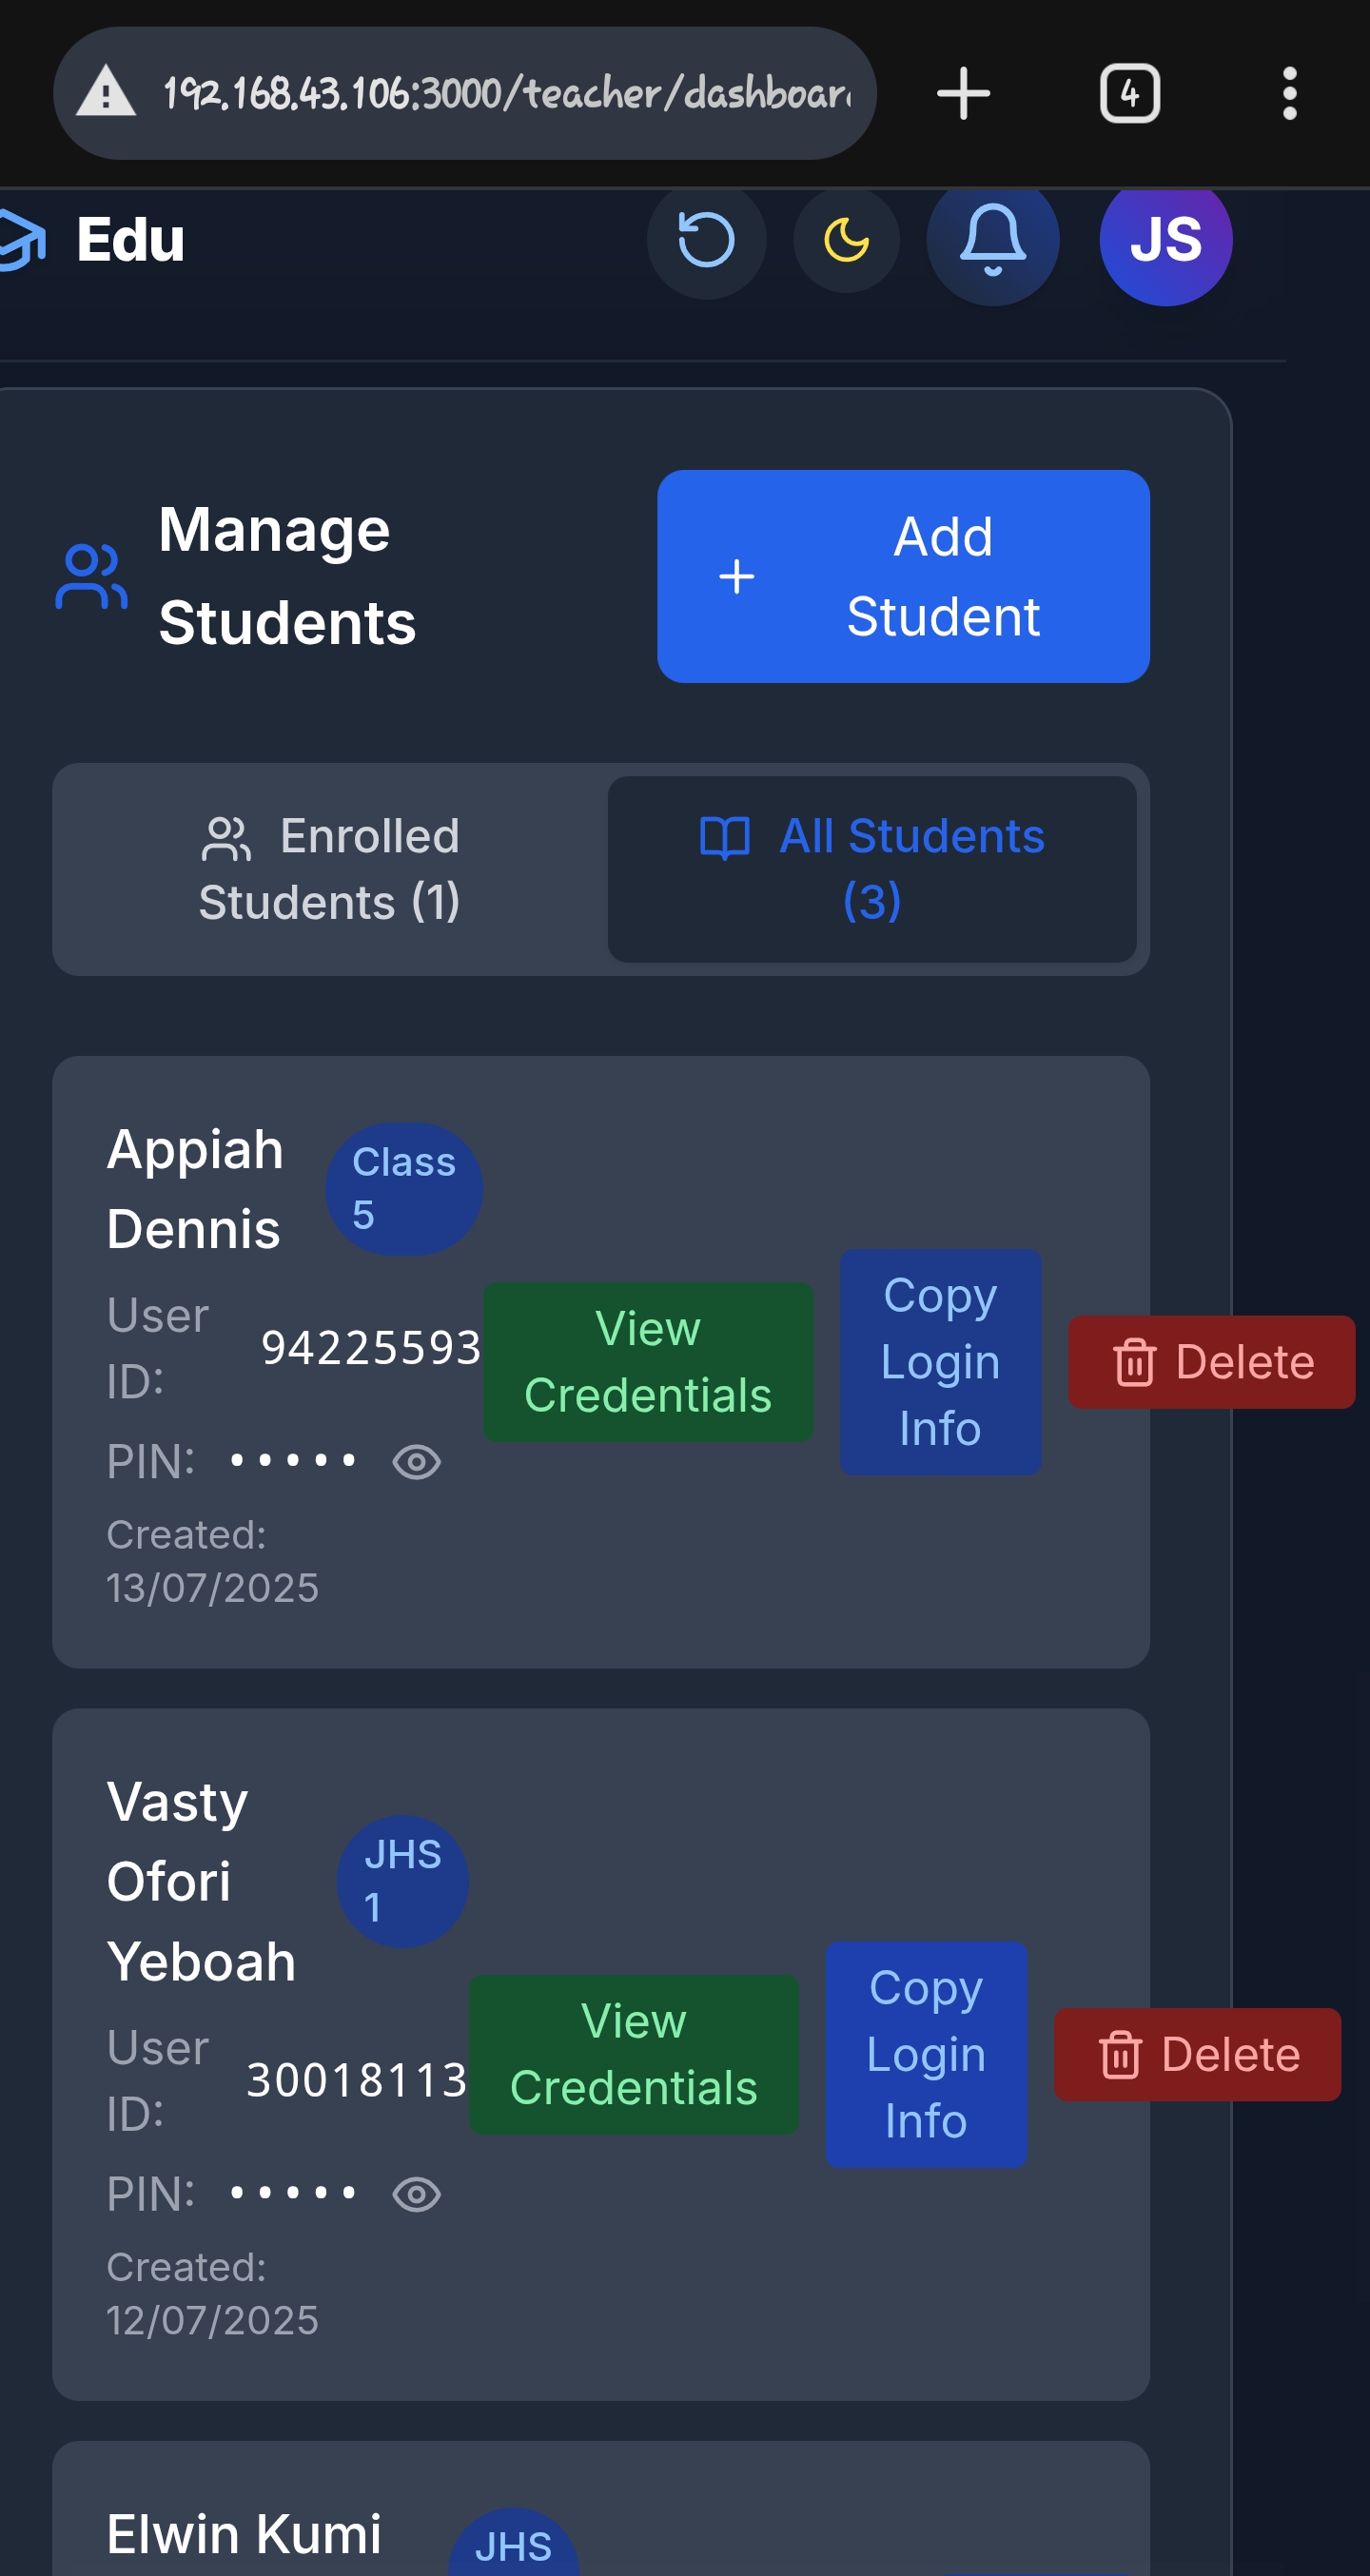 192.168.43.106:3000/teacher/dashboar
4
Edu
JS
Manage
Students
Add
Student
Enrolled
Students (1)
All Students
(3)
Appiah
Dennis
Class
5
User
ID:
94225593
PIN: •••••
Created:
13/07/2025
View
Credentials
Copy
Login
Info
Delete
Vasty
Ofori
Yeboah
JHS
1
User
ID:
30018113
PIN: •••••
Created:
12/07/2025
View
Credentials
Copy
Login
Info
Delete
Elwin Kumi
JHS